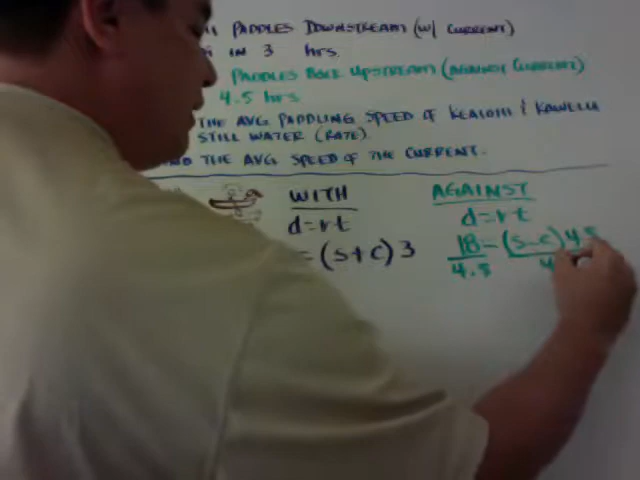 PADDLES DOWNSTREAM (W/ CURRENT)
IN 3 hrs.
PADDLES BACK UPSTREAM (AGAINST CURRENT)
4.5 hrs
THE AVG PADDLING SPEED OF KEALOHI & KAWELU
STILL WATER (RATE).
THE AVG SPEED OF THE CURRENT.
WITH AGAINST
d=rt d=rt
=(s+c)3 18=(s-c)4.5
4.5 4